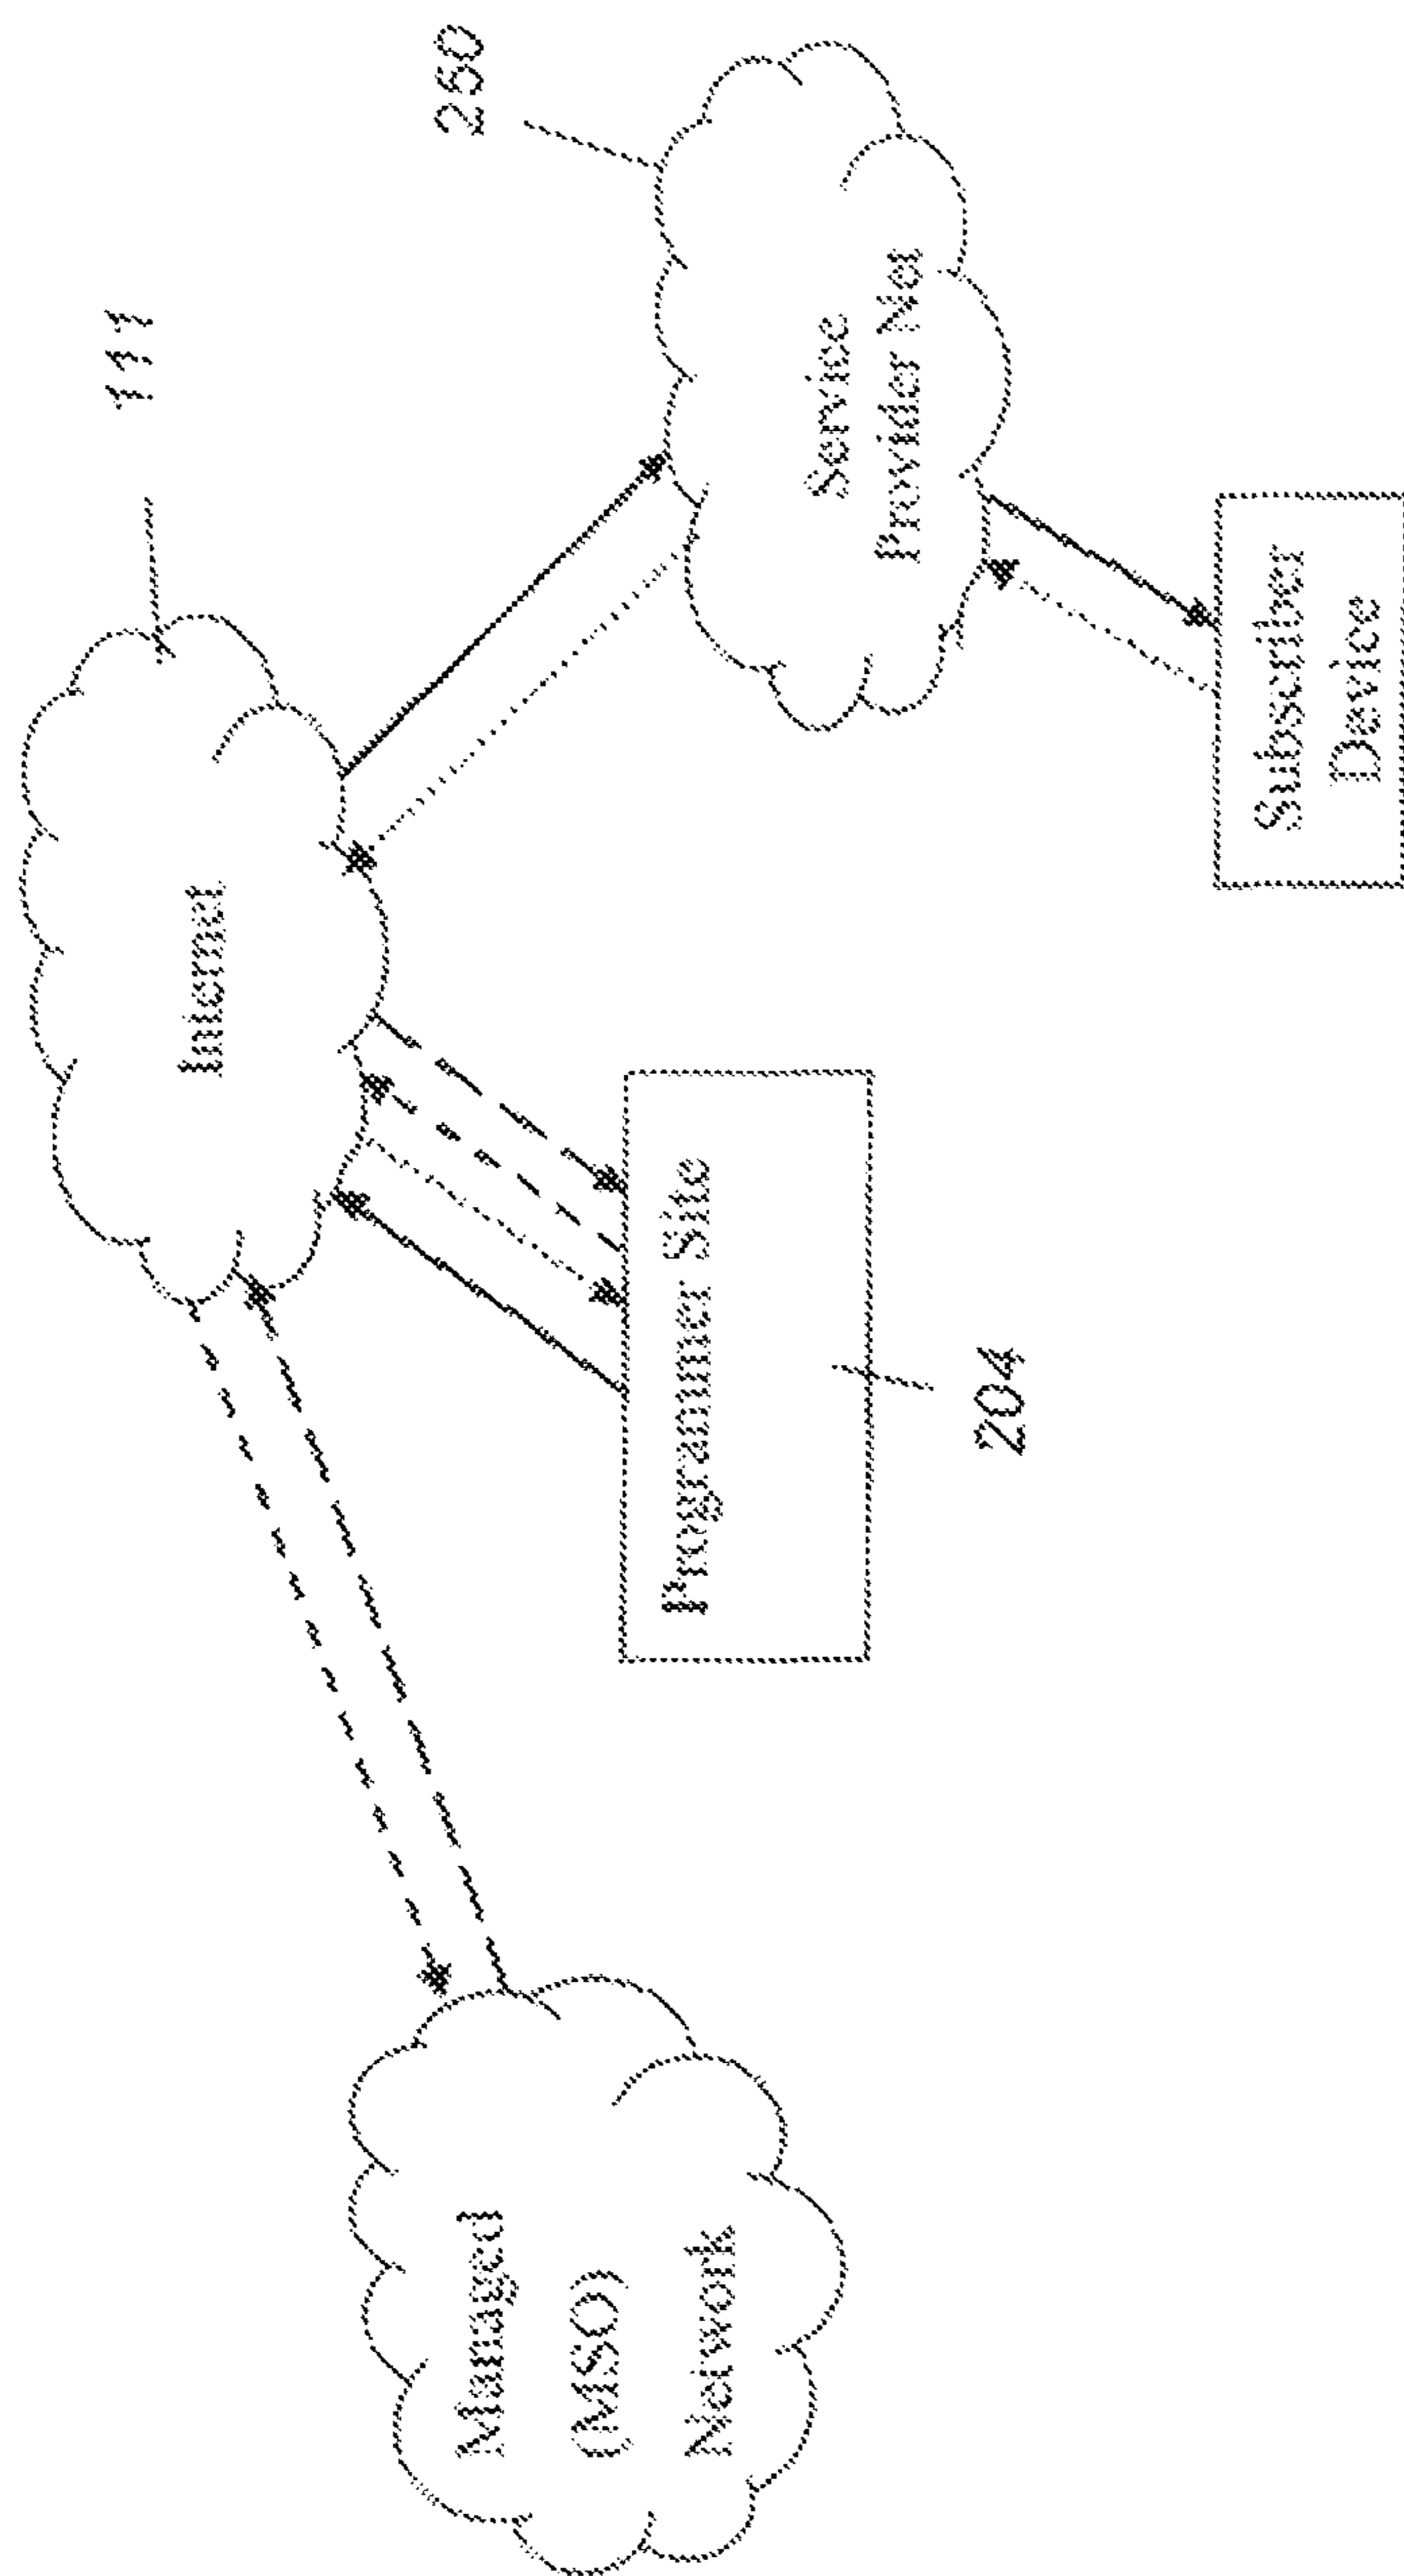 111
Internet
250
Service
Provider Net
Managed
(MSO)
Network
Programmer Site
204
Subscriber
Device